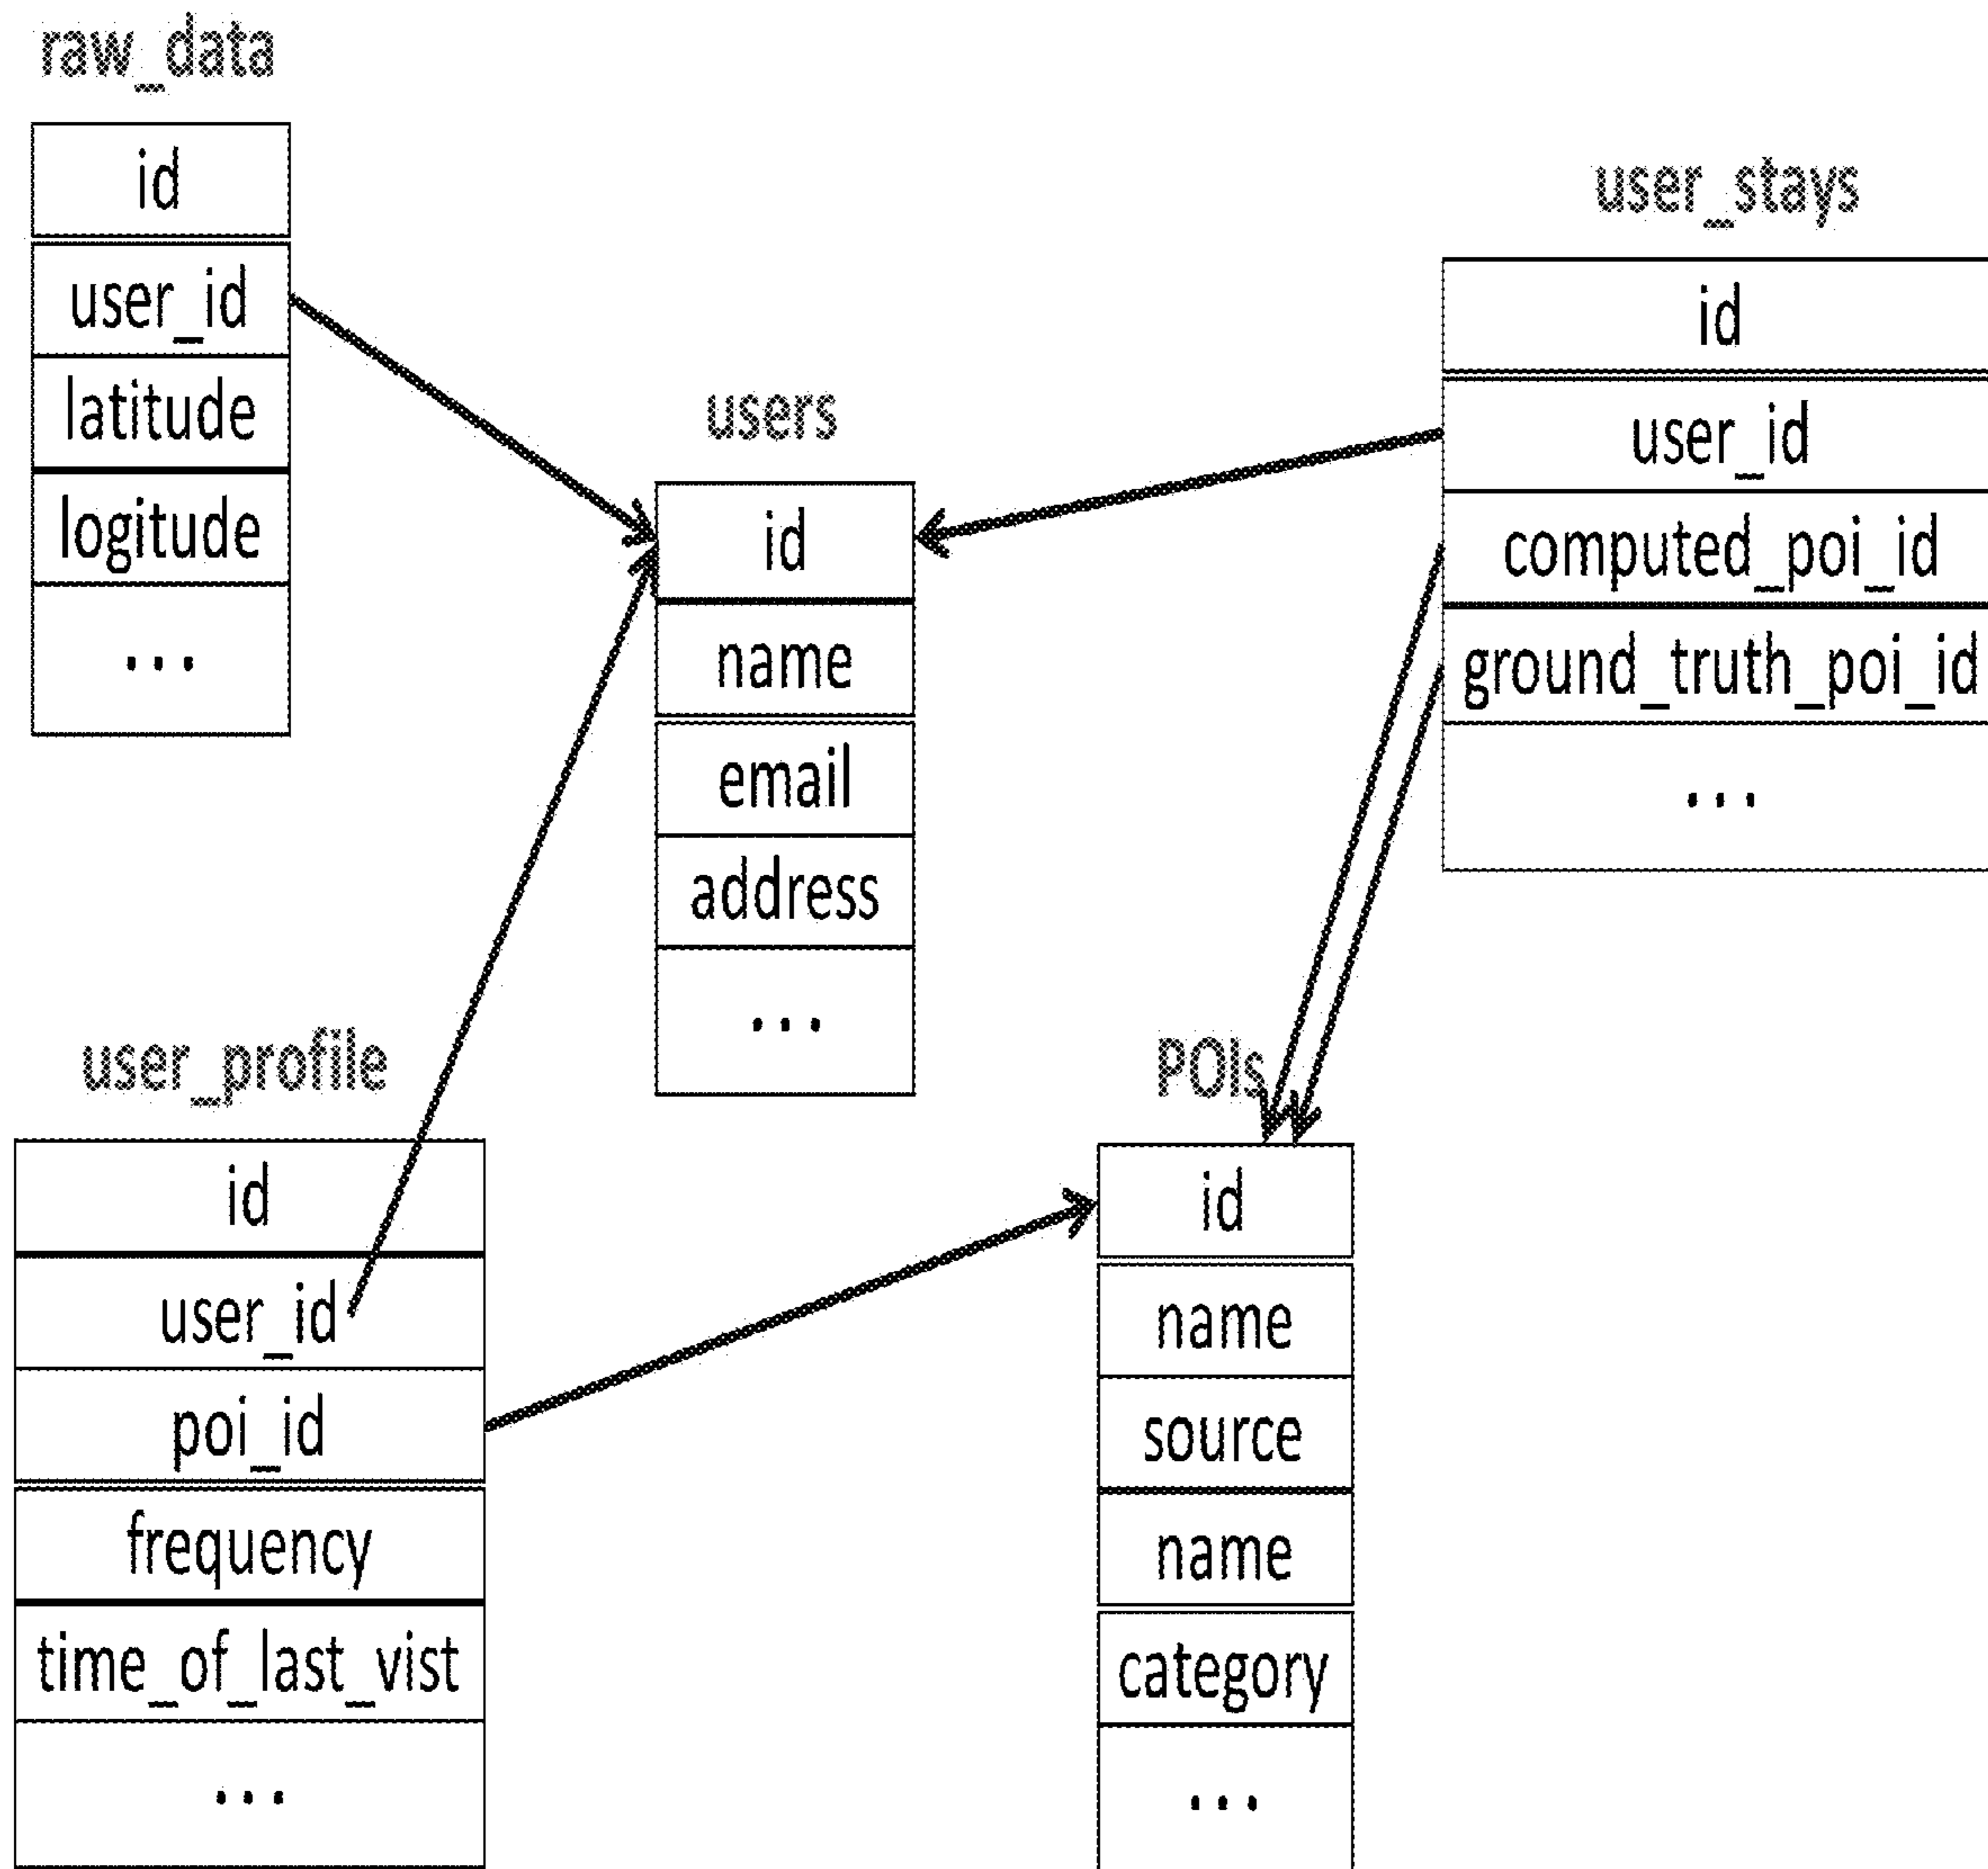 raw_data
id
user_id
latitude
logitude
...
users
id
name
email
address
...
user_stays
id
user_id
computed_poi_id
ground_truth_poi_id
...
user_profile
id
user_id
poi_id
frequency
time_of_last_vist
...
POIs
id
name
source
name
category
...